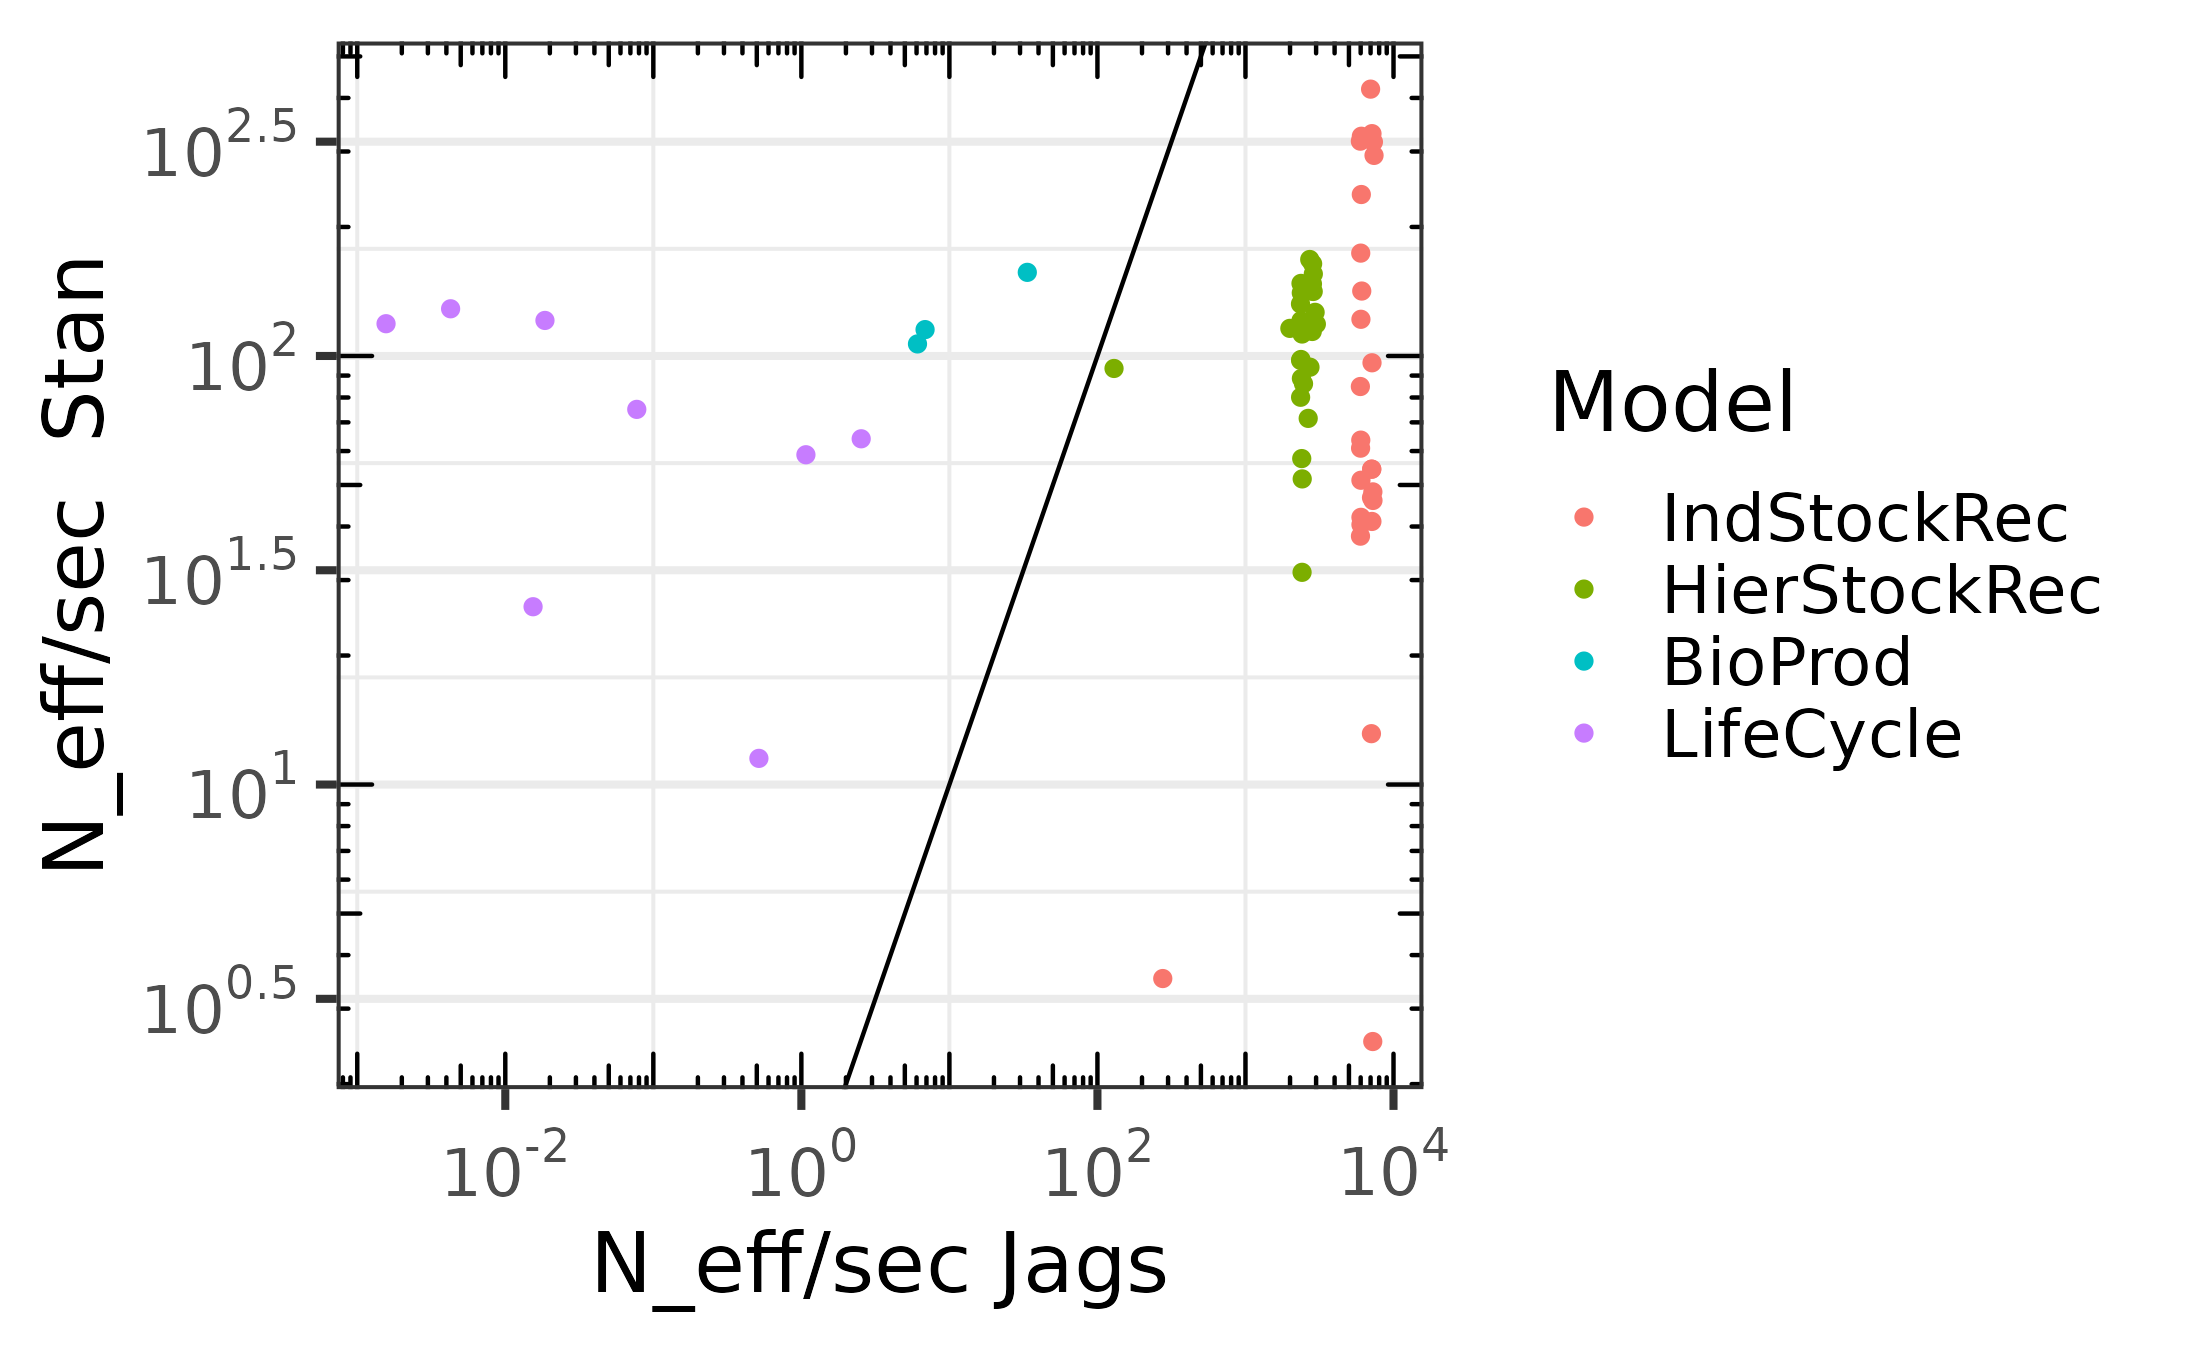 N_eff/sec Stan
10^2.5
10^2
10^1.5
10^1
10^0.5
10^-2 10^0 10^2 10^4
N_eff/sec Jags
Model
IndStockRec
HierStockRec
BioProd
LifeCycle